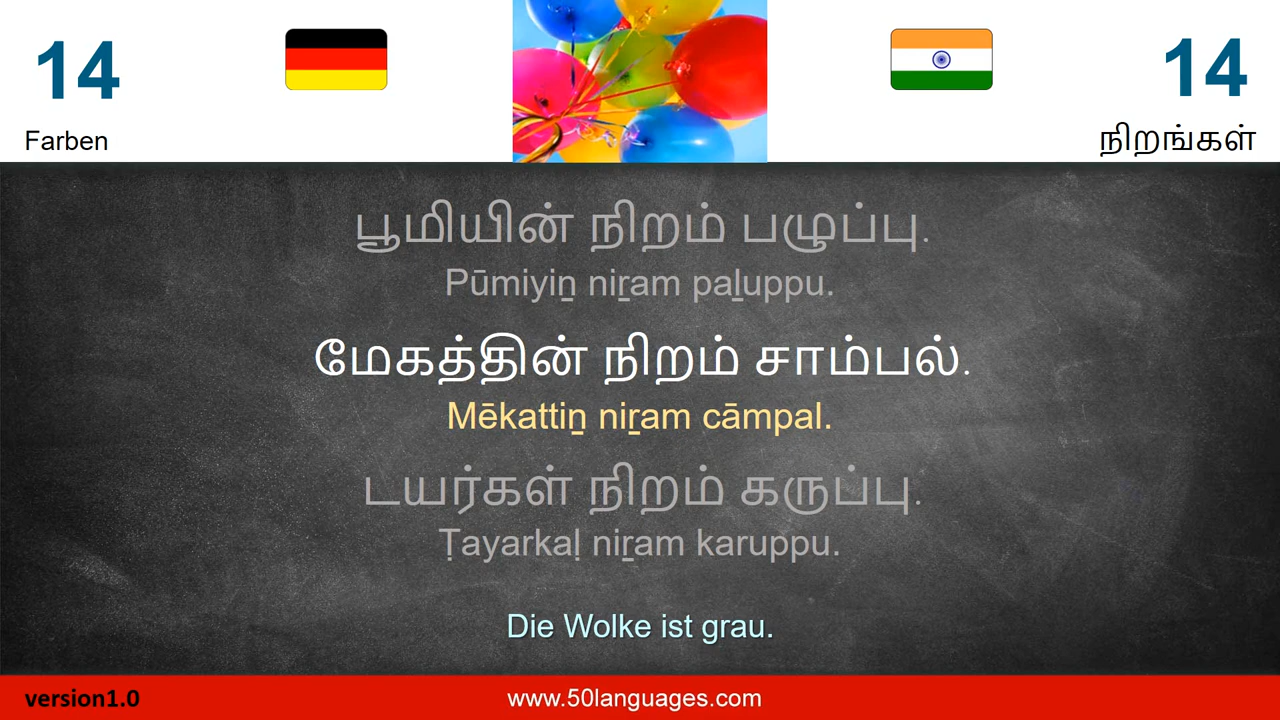 14
14
Farben
நிறங்கள்
பூமியின் நிறம் பழுப்பு.
Pūmiyiṉ niṟam paḻuppu.
மேகத்தின் நிறம் சாம்பல்.
Mēkattiṉ niṟam cāmpal.
டயர்கள் நிறம் கருப்பு.
Ṭayarkaḷ niṟam karuppu.
Die Wolke ist grau.
version1.0
www.50languages.com